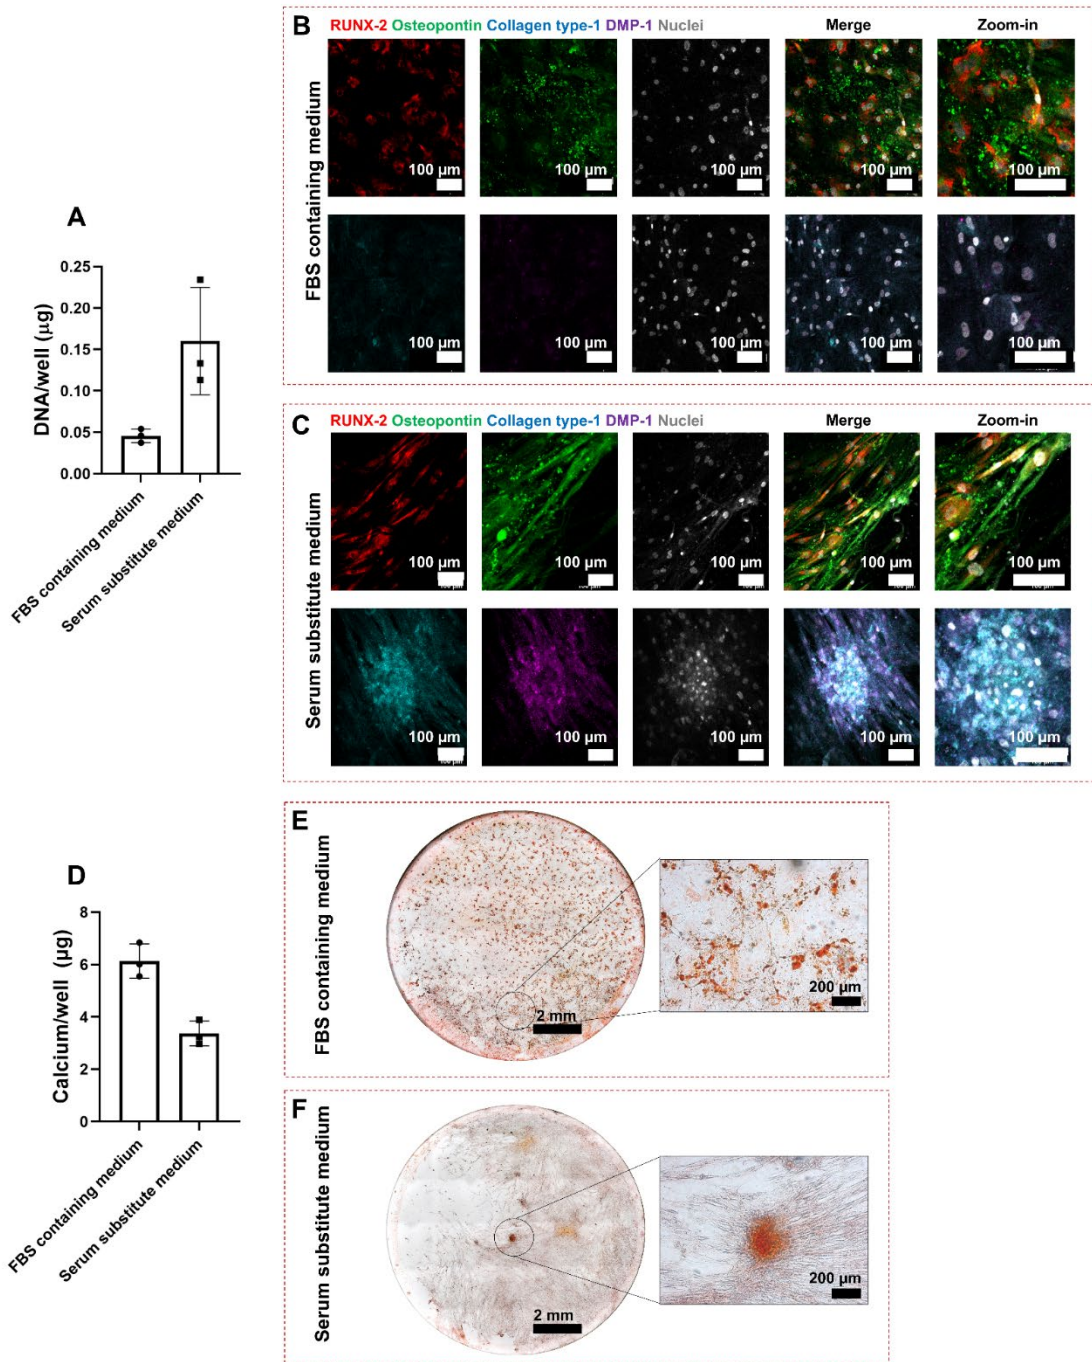 A
0.25
0.20
0.15
0.10
0.05
0.00
DNA/well (µg)
FBS containing medium
Serum substitute medium
B
RUNX-2 Osteopontin Collagen type-1 DMP-1 Nuclei
Merge
Zoom-in
FBS containing medium
100 µm
100 µm
100 µm
100 µm
100 µm
100 µm
100 µm
100 µm
100 µm
100 µm
C
RUNX-2 Osteopontin Collagen type-1 DMP-1 Nuclei
Merge
Zoom-in
Serum substitute medium
100 µm
100 µm
100 µm
100 µm
100 µm
100 µm
100 µm
100 µm
100 µm
100 µm
D
8
6
4
2
0
Calcium/well (µg)
FBS containing medium
Serum substitute medium
E
FBS containing medium
2 mm
200 µm
F
Serum substitute medium
2 mm
200 µm